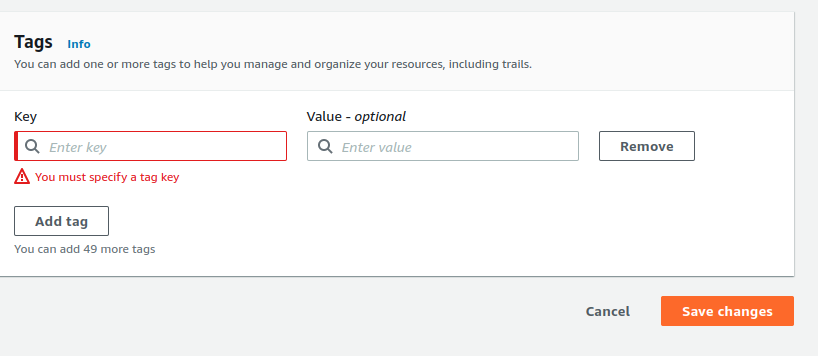 Tags Info
You can add one or more tags to help you manage and organize your resources, including trails.
Key Value - optional
Enter key Enter value Remove
You must specify a tag key
Add tag
You can add 49 more tags
Cancel Save changes